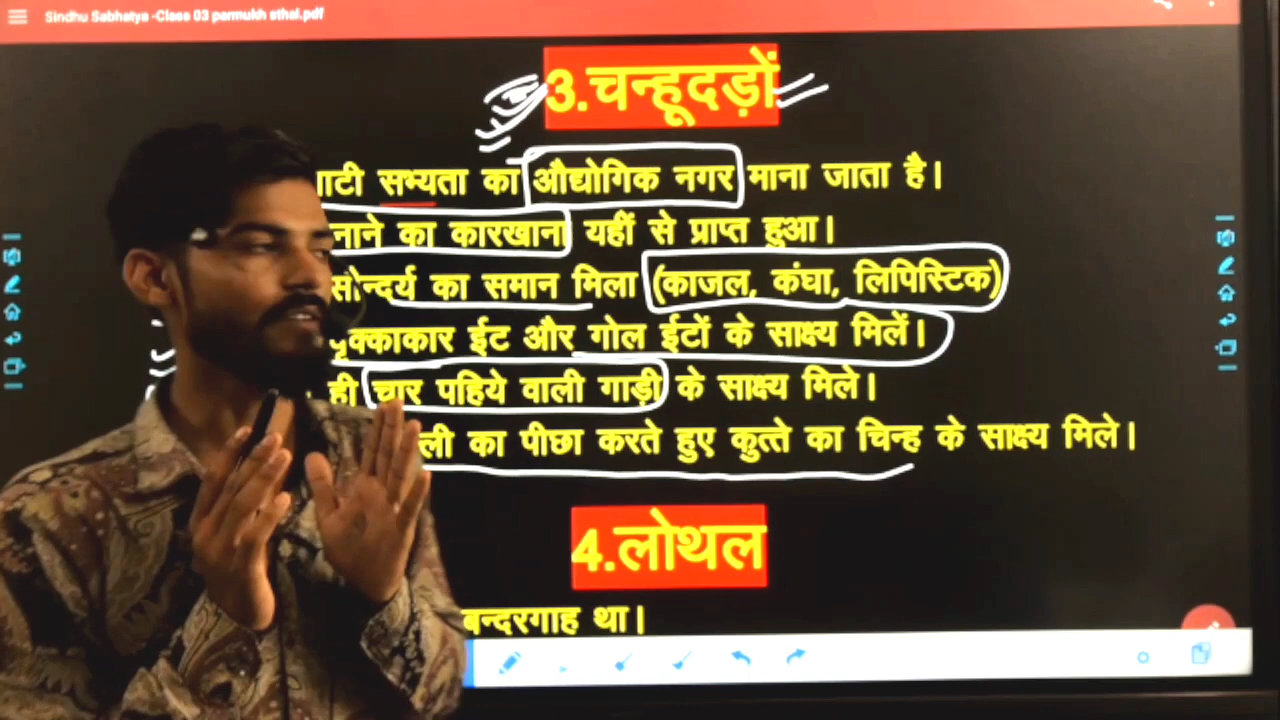 Sindhu Sabhatya -Class 03 parmukh sthal.pdf
3.चन्हूदड़ों
सभ्यता का औद्योगिक नगर माना जाता है।
का कारखाना यहीं से प्राप्त हुआ।
सोन्दर्य का समान मिला (काजल, कंघा, लिपिस्टिक)
ईट और गोल ईटों के साक्ष्य मिलें।
ही चार पहिये वाली गाड़ी के साक्ष्य मिले।
का पीछा करते हुए कुत्ते का चिन्ह के साक्ष्य मिले।
4.लोथल
बन्दरगाह था।